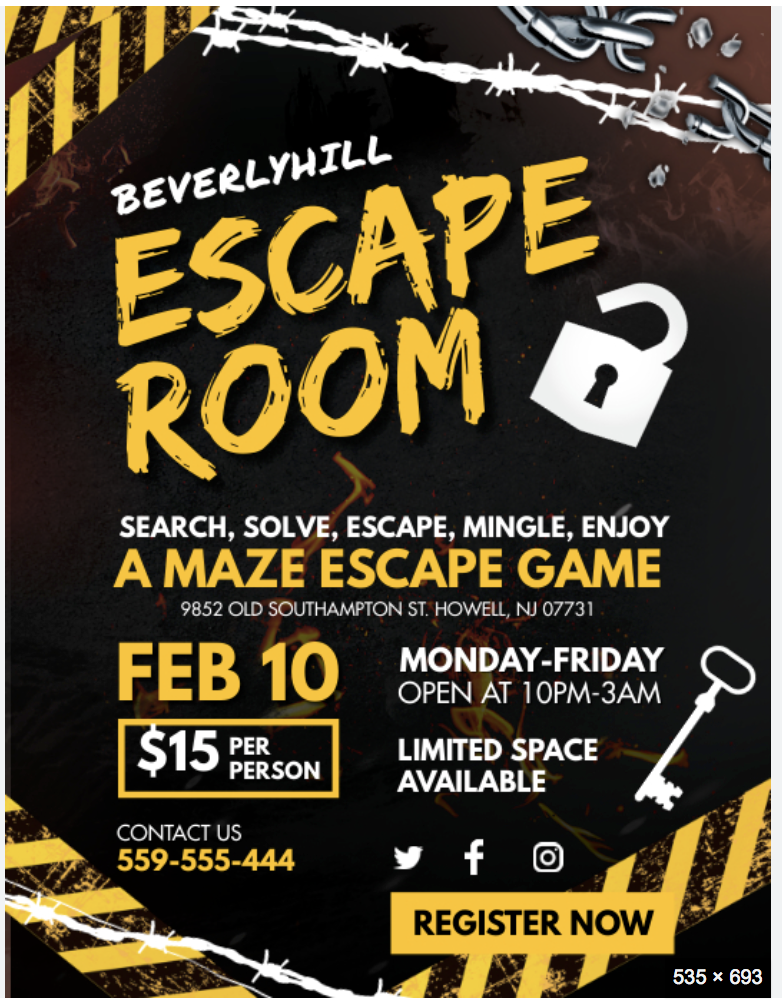 BEVERLYHILL
ESCAPE
ROOM
SEARCH, SOLVE, ESCAPE, MINGLE, ENJOY
A MAZE ESCAPE GAME
9852 OLD SOUTHAMPTON ST. HOWELL, NJ 07731
FEB 10
$15 PER
PERSON
MONDAY-FRIDAY
OPEN AT 10PM-3AM
LIMITED SPACE
AVAILABLE
CONTACT US
559-555-444
REGISTER NOW
535 × 693